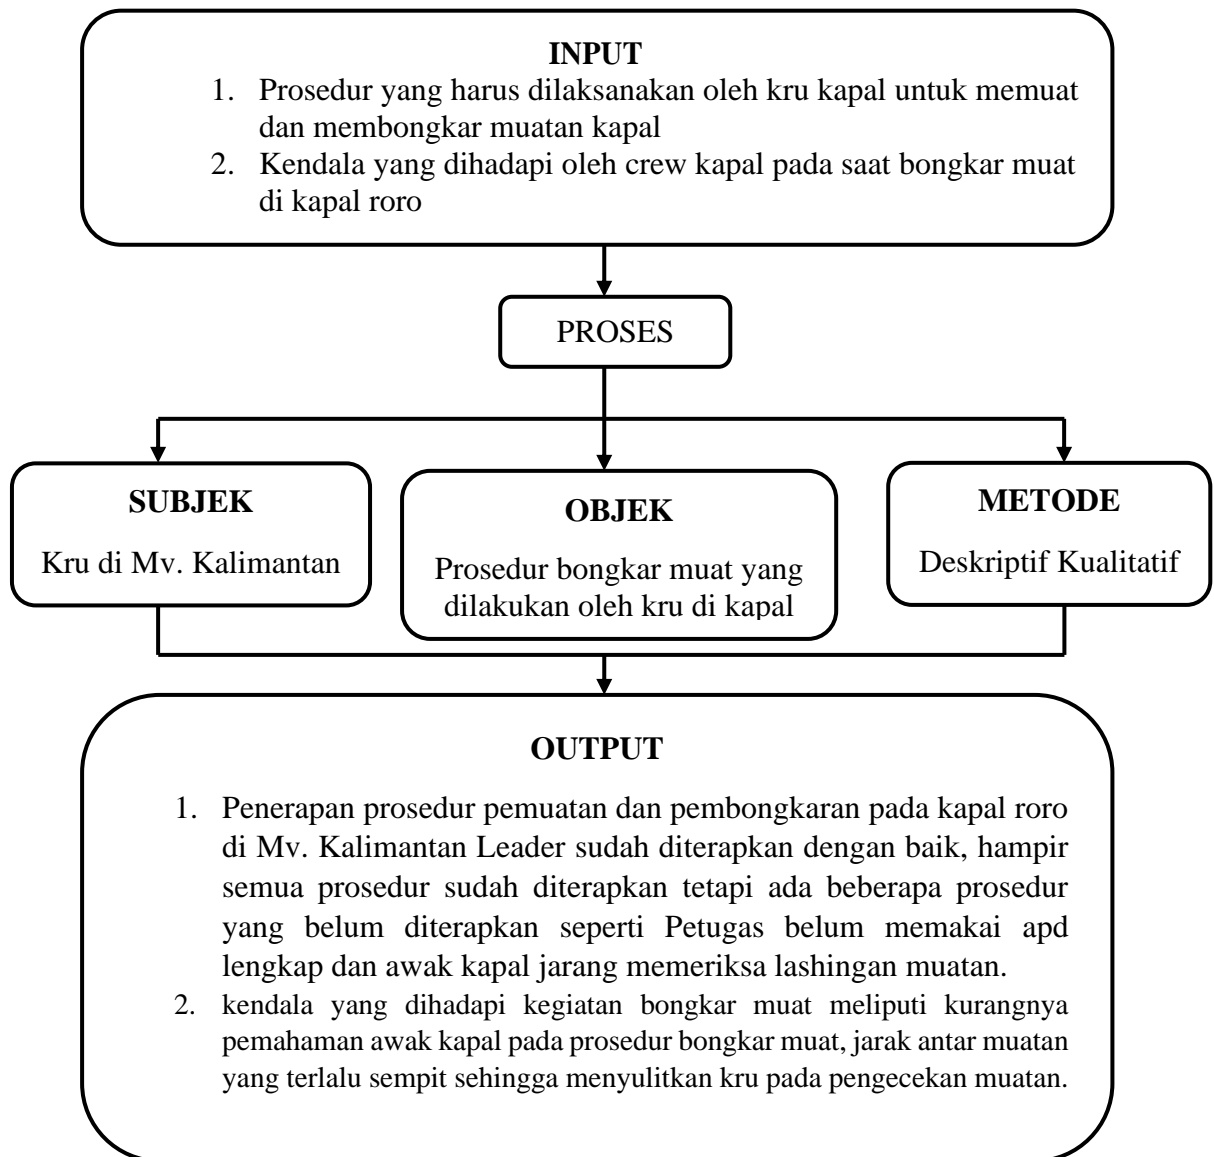 INPUT
1. Prosedur yang harus dilaksanakan oleh kru kapal untuk memuat
dan membongkar muatan kapal
2. Kendala yang dihadapi oleh crew kapal pada saat bongkar muat
di kapal roro
PROSES
SUBJEK
Kru di Mv. Kalimantan
OBJEK
Prosedur bongkar muat yang
dilakukan oleh kru di kapal
METODE
Deskriptif Kualitatif
OUTPUT
1. Penerapan prosedur pemuatan dan pembongkaran pada kapal roro
di Mv. Kalimantan Leader sudah diterapkan dengan baik, hampir
semua prosedur sudah diterapkan tetapi ada beberapa prosedur
yang belum diterapkan seperti Petugas belum memakai apd
lengkap dan awak kapal jarang memeriksa lashingan muatan.
2. kendala yang dihadapi kegiatan bongkar muat meliputi kurangnya
pemahaman awak kapal pada prosedur bongkar muat, jarak antar muatan
yang terlalu sempit sehingga menyulitkan kru pada pengecekan muatan.